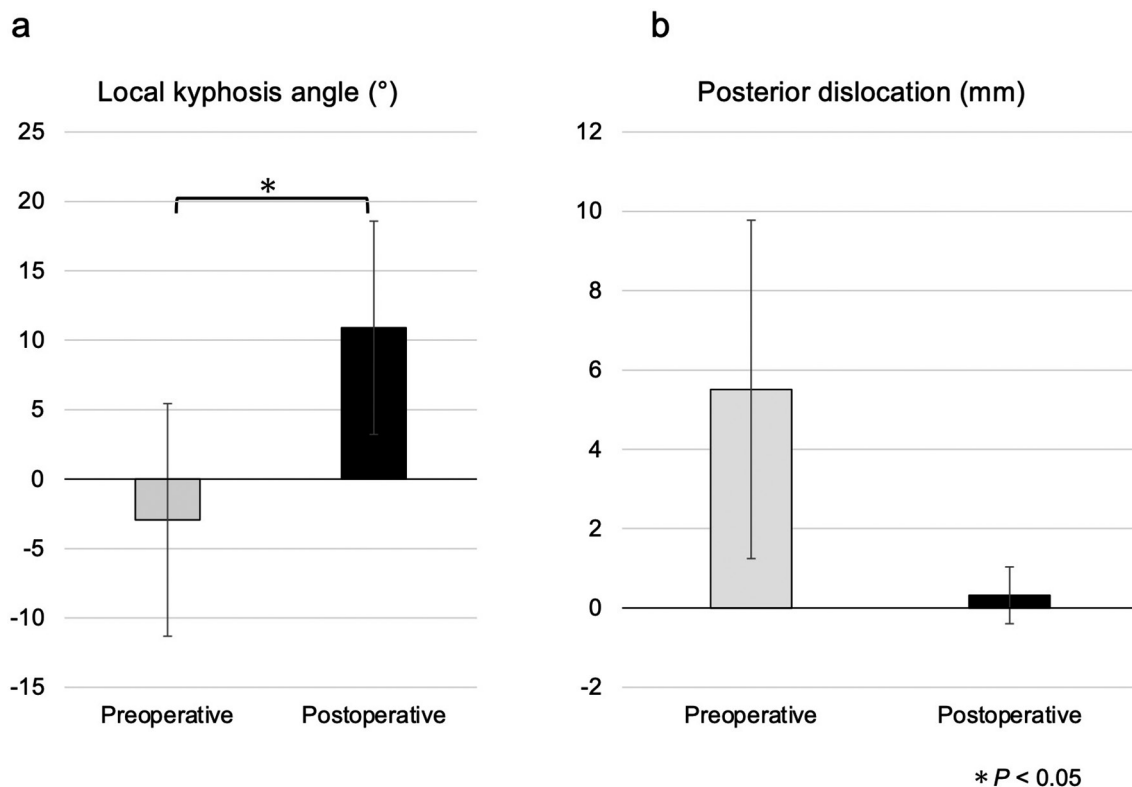 a
Local kyphosis angle (°)
25
20
15
10
5
0
-5
-10
-15
*
Preoperative Postoperative
b
Posterior dislocation (mm)
12
10
8
6
4
2
0
-2
Preoperative Postoperative
* P < 0.05